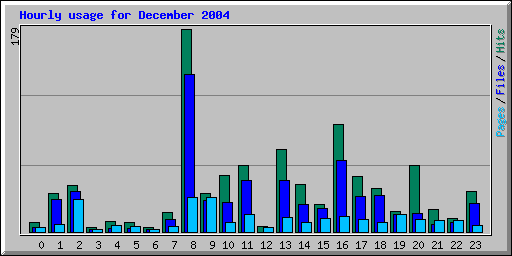 Hourly usage for December 2004
179
Pages/Files/Hits
0 1 2 3 4 5 6 7 8 9 10 11 12 13 14 15 16 17 18 19 20 21 22 23